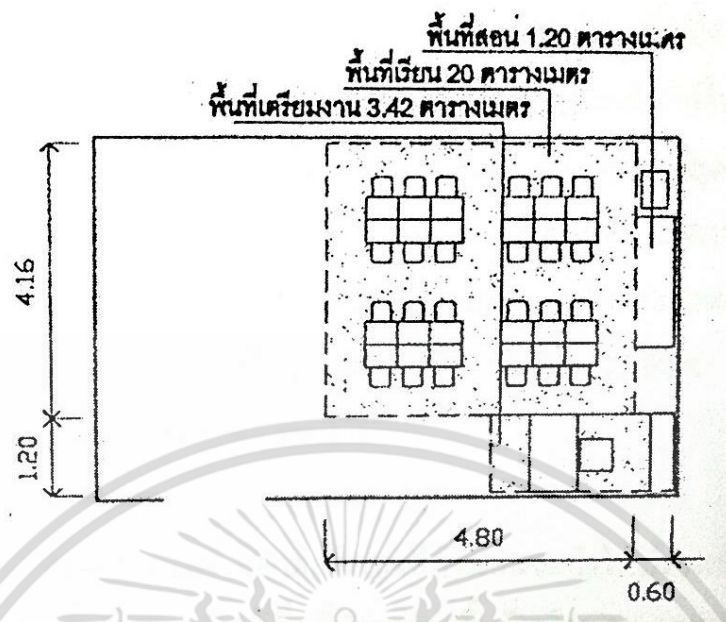 พื้นที่สอน 1.20 ตารางเมตร
พื้นที่เรียน 20 ตารางเมตร
พื้นที่เตรียมงาน 3.42 ตารางเมตร
4.16
1.20
4.80
0.60